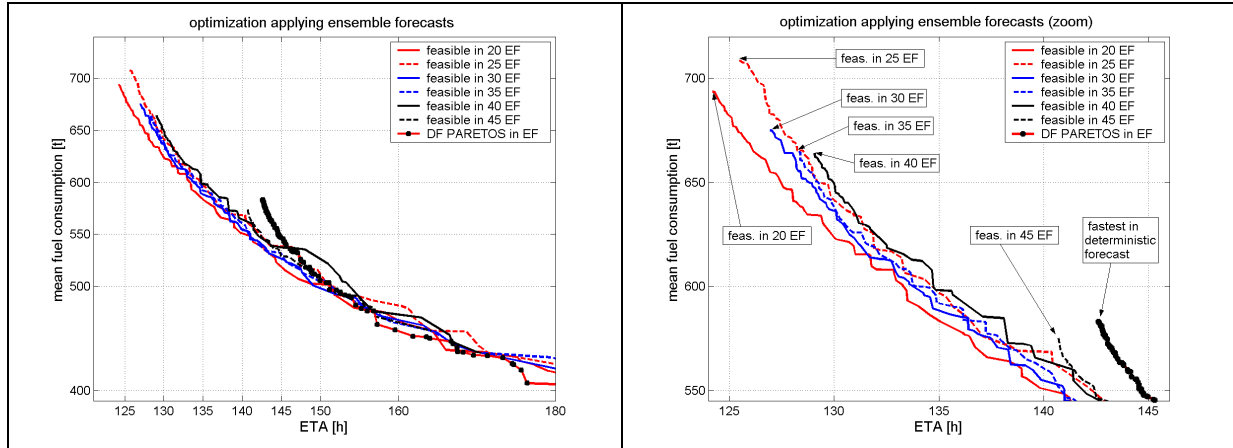 optimization applying ensemble forecasts
feasible in 20 EF
feasible in 25 EF
feasible in 30 EF
feasible in 35 EF
feasible in 40 EF
feasible in 45 EF
DF PARETOS in EF
mean fuel consumption [t]
700
650
600
550
500
400
125
130
135
140
145
150
160
180
ETA [h]
optimization applying ensemble forecasts (zoom)
feasible in 20 EF
feasible in 25 EF
feasible in 30 EF
feasible in 35 EF
feasible in 40 EF
feasible in 45 EF
DF PARETOS in EF
feas. in 25 EF
feas. in 30 EF
feas. in 35 EF
feas. in 40 EF
feas. in 20 EF
feas. in 45 EF
fastest in
deterministic
forecast
mean fuel consumption [t]
700
650
600
550
125
130
135
140
145
ETA [h]